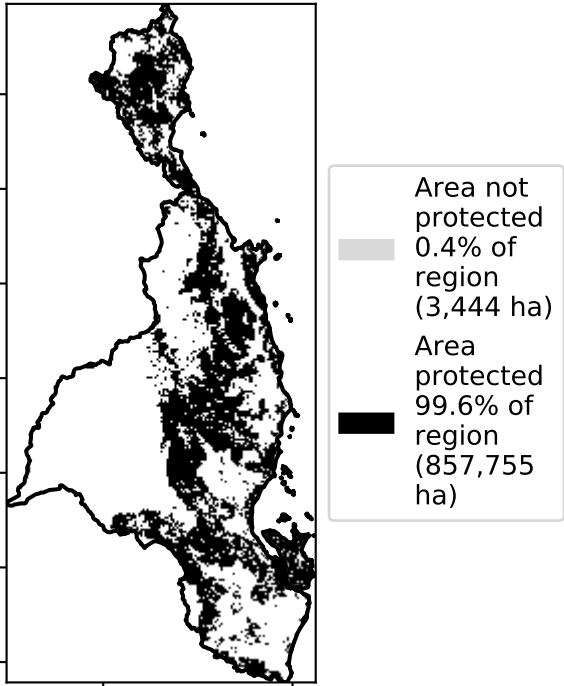 Area not
protected
0.4% of
region
(3,444 ha)
Area
protected
99.6% of
region
(857,755
ha)